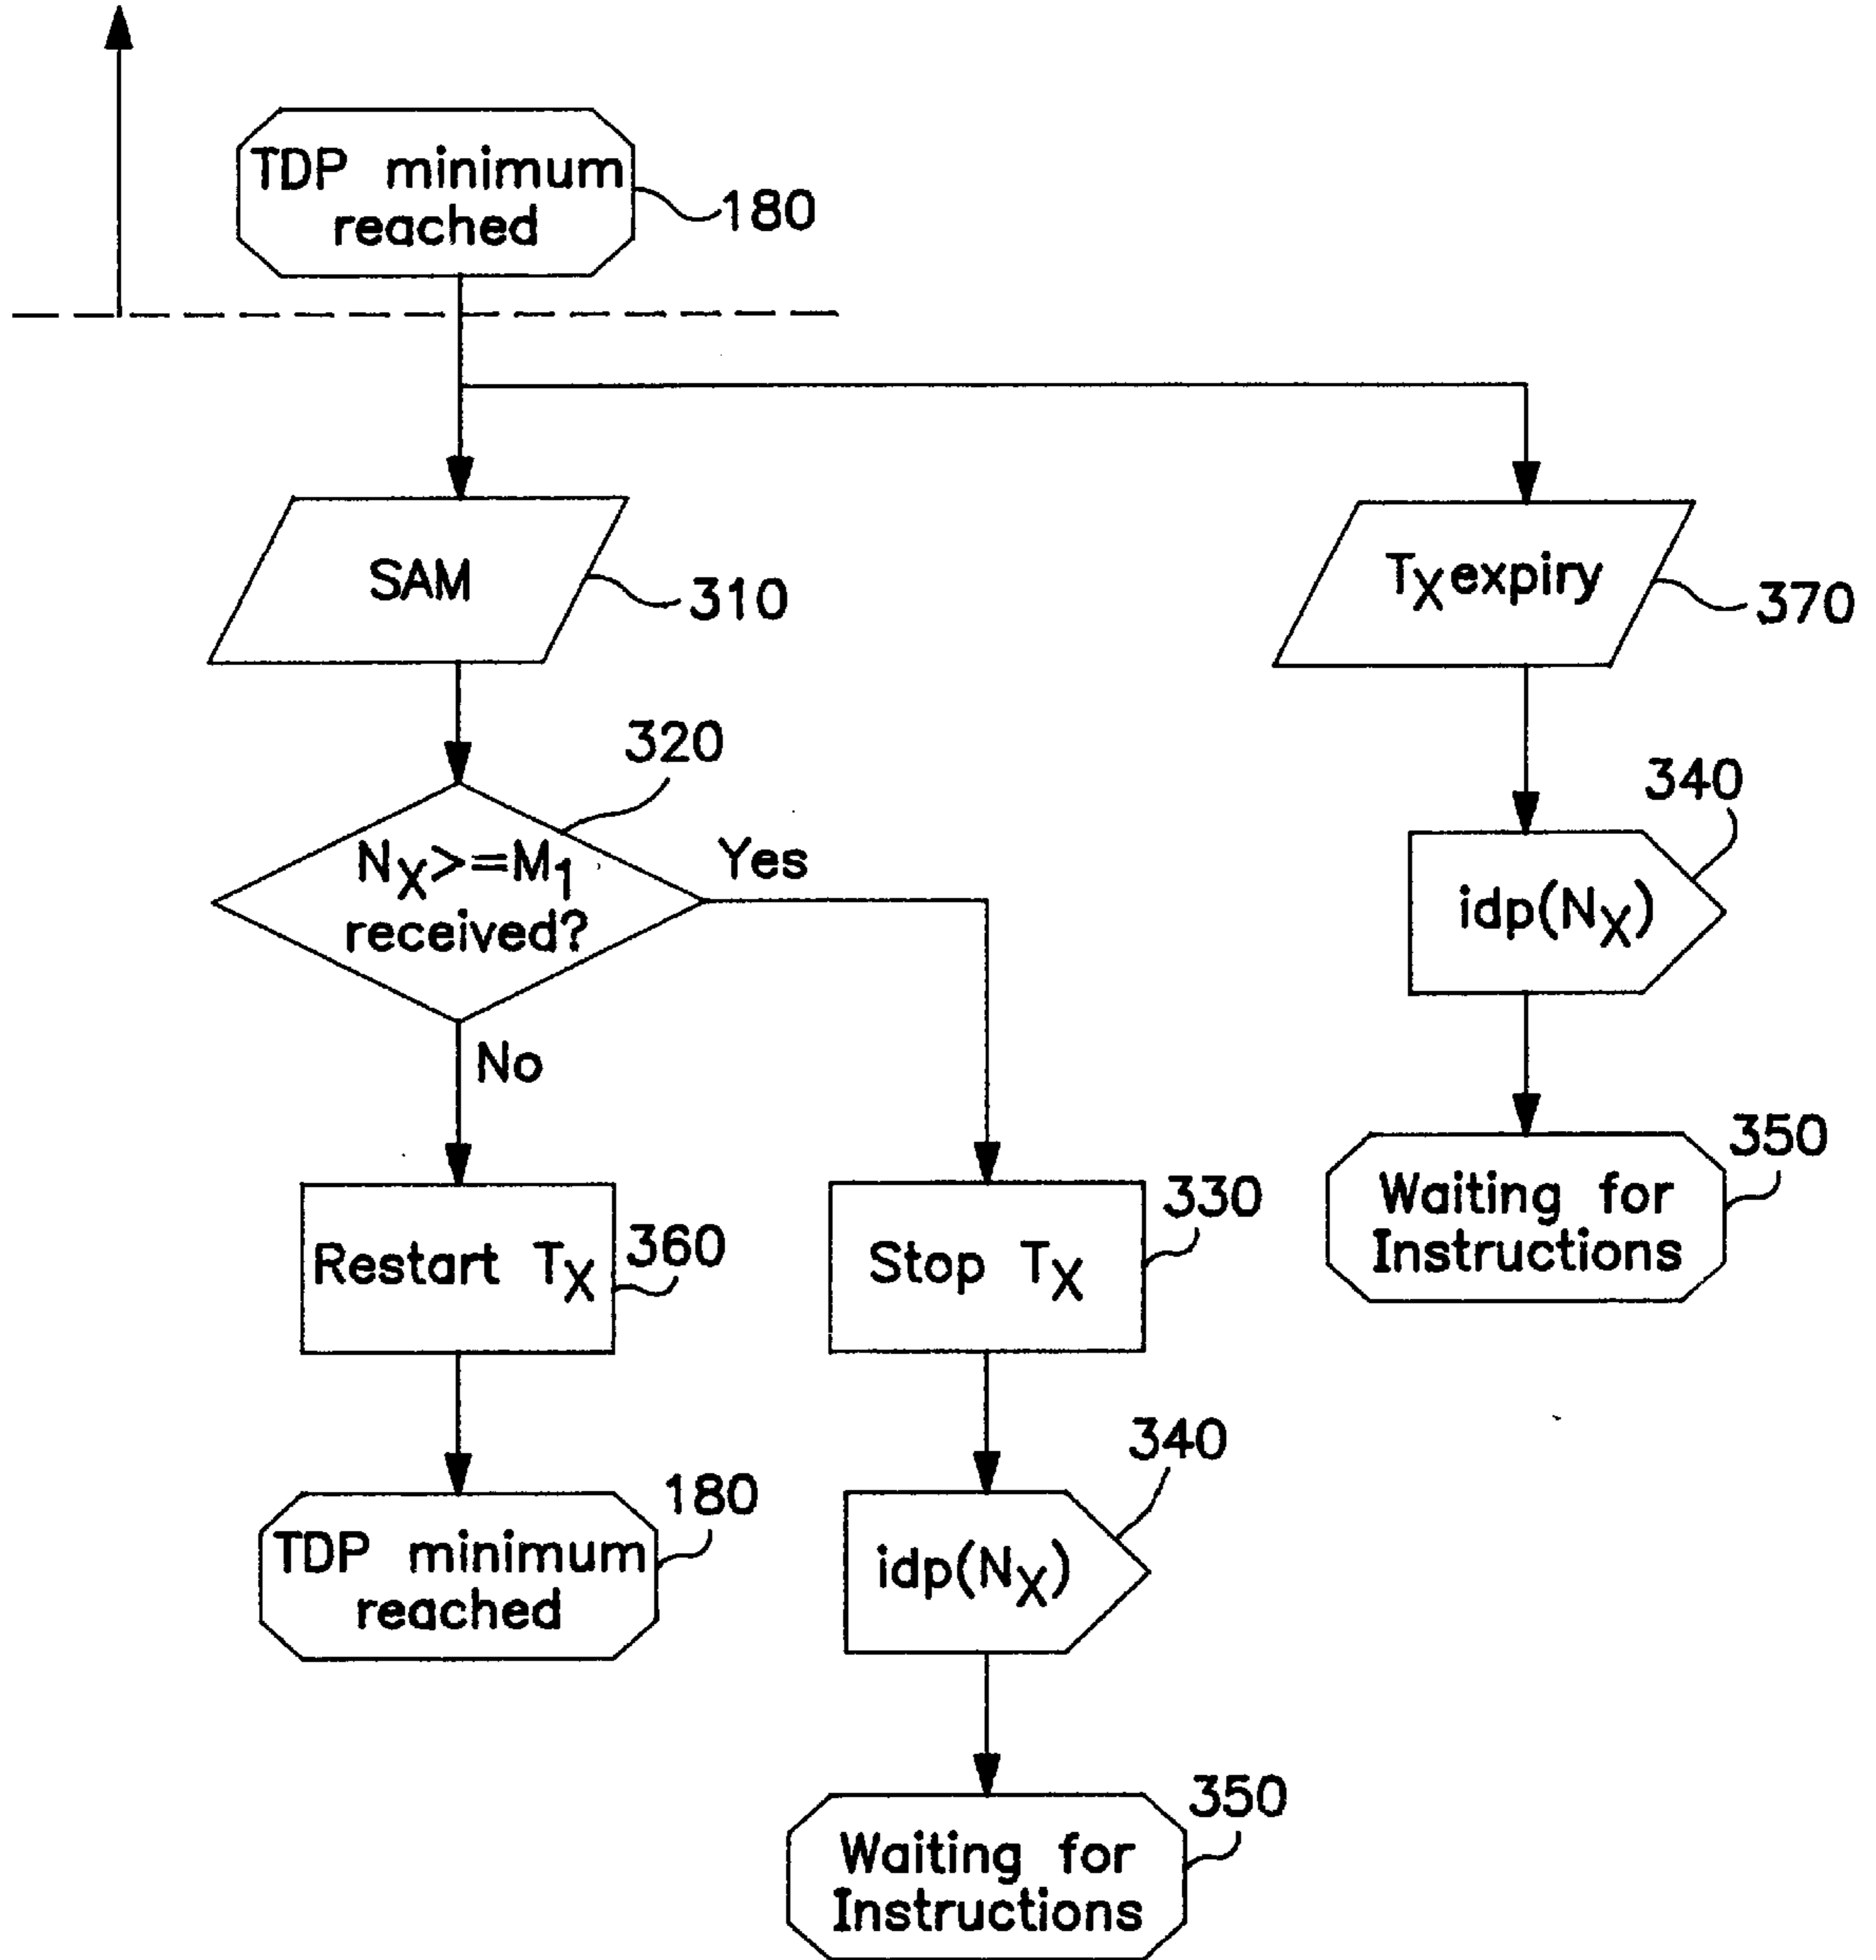 TDP minimum
reached
180
SAM
310
TX expiry
370
320
NX>=M1
received?
Yes
No
340
idp(NX)
350
Waiting for
Instructions
Restart TX
360
Stop TX
330
TDP minimum
reached
180
340
idp(NX)
350
Waiting for
Instructions